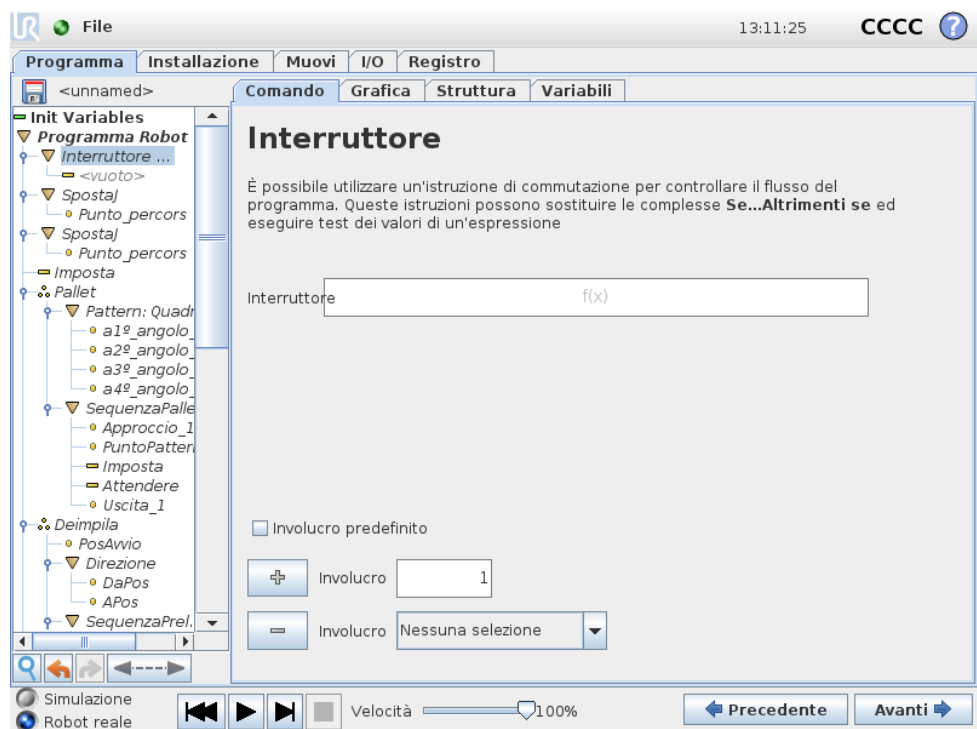 UR File 13:11:25 CCCC ?
Programma Installazione Muovi I/O Registro
<unnamed> Comando Grafica Struttura Variabili
Init Variables
Programma Robot
Interruttore ...
<vuoto>
SpostaJ
Punto_percors
SpostaJ
Punto_percors
Imposta
Pallet
Pattern: Quadr
a1º_angolo_
a2º_angolo_
a3º_angolo_
a4º_angolo_
SequenzaPalle
Approccio_1
PuntoPatter
Imposta
Attendere
Uscita_1
Deimpila
PosAvvio
Direzione
DaPos
APos
SequenzaPrel.
Interruttore
È possibile utilizzare un'istruzione di commutazione per controllare il flusso del
programma. Queste istruzioni possono sostituire le complesse Se...Altrimenti se ed
eseguire test dei valori di un'espressione
Interruttore f(x)
Involucro predefinito
Involucro 1
Involucro Nessuna selezione
Simulazione
Robot reale
Velocità 100%
Precedente Avanti